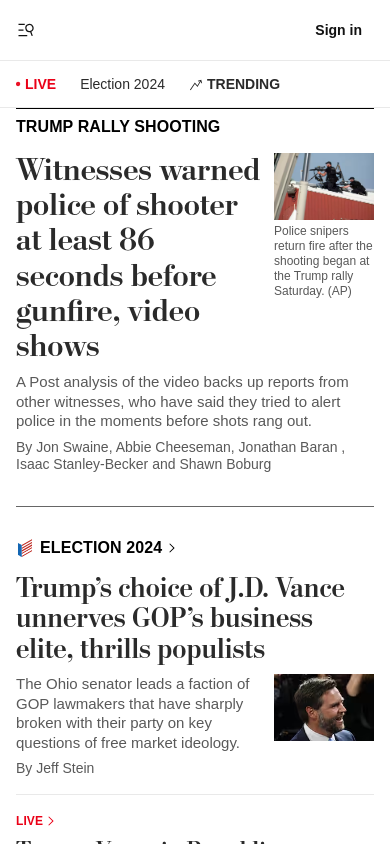 Sign in
LIVE
Election 2024
TRENDING
TRUMP RALLY SHOOTING
Witnesses warned
police of shooter
at least 86
seconds before
gunfire, video
shows
Police snipers
return fire after the
shooting began at
the Trump rally
Saturday. (AP)
A Post analysis of the video backs up reports from
other witnesses, who have said they tried to alert
police in the moments before shots rang out.
By Jon Swaine, Abbie Cheeseman, Jonathan Baran ,
Isaac Stanley-Becker and Shawn Boburg
ELECTION 2024
Trump’s choice of J.D. Vance
unnerves GOP’s business
elite, thrills populists
The Ohio senator leads a faction of
GOP lawmakers that have sharply
broken with their party on key
questions of free market ideology.
By Jeff Stein
LIVE